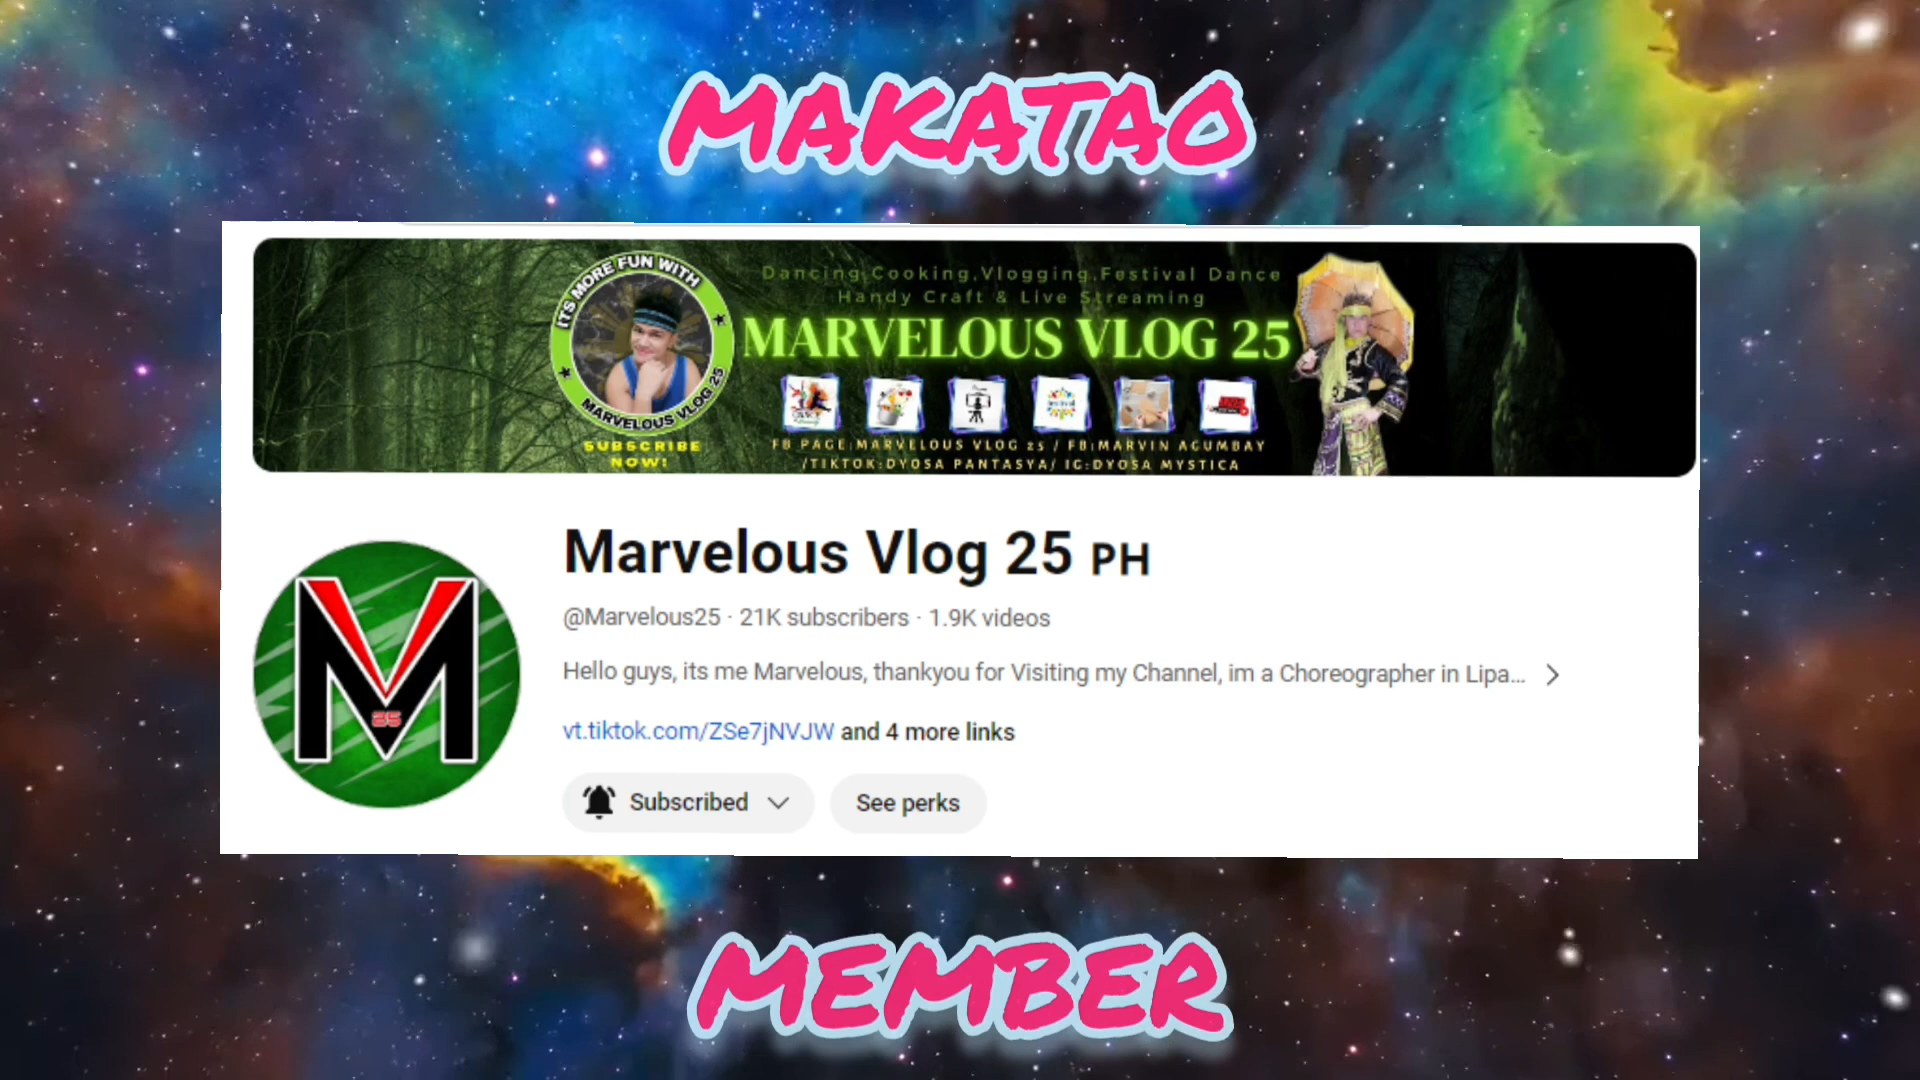 MAKATAO
ITS MORE FUN WITH
MARVELOUS VLOG 25
SUBSCRIBE
NOW!
Dancing,Cooking,Vlogging,Festival Dance
Handy Craft & Live Streaming
MARVELOUS VLOG 25
FB PAGE:MARVELOUS VLOG 25 / FB:MARVIN AGUMBAY
/TIKTOK:DYOSA PANTASYA/ IG:DYOSA MYSTICA
M
25
Marvelous Vlog 25 PH
@Marvelous25 · 21K subscribers · 1.9K videos
Hello guys, its me Marvelous, thankyou for Visiting my Channel, im a Choreographer in Lipa...
vt.tiktok.com/ZSe7jNVJW and 4 more links
Subscribed
See perks
MEMBER